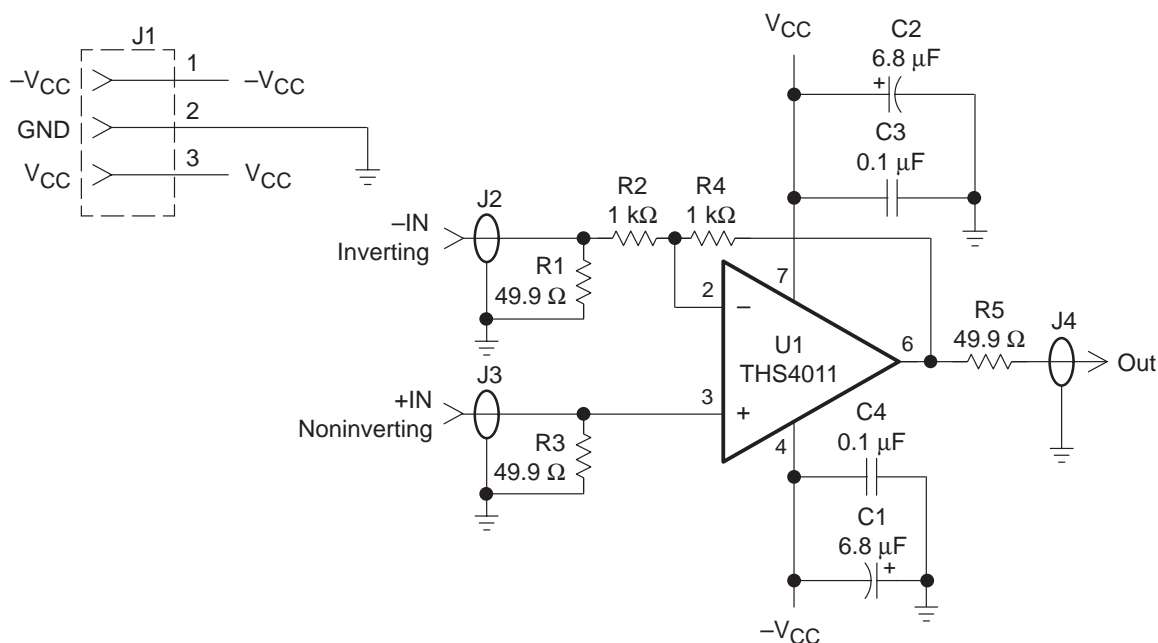 J1
–VCC
1
–VCC
GND
2
VCC
3
VCC
VCC
C2
6.8 μF
+
C3
0.1 μF
J2
–IN
Inverting
R2
1 kΩ
R4
1 kΩ
R1
49.9 Ω
2
–
7
U1
THS4011
6
R5
49.9 Ω
J4
Out
J3
+IN
Noninverting
3
+
R3
49.9 Ω
4
C4
0.1 μF
C1
6.8 μF
+
–VCC